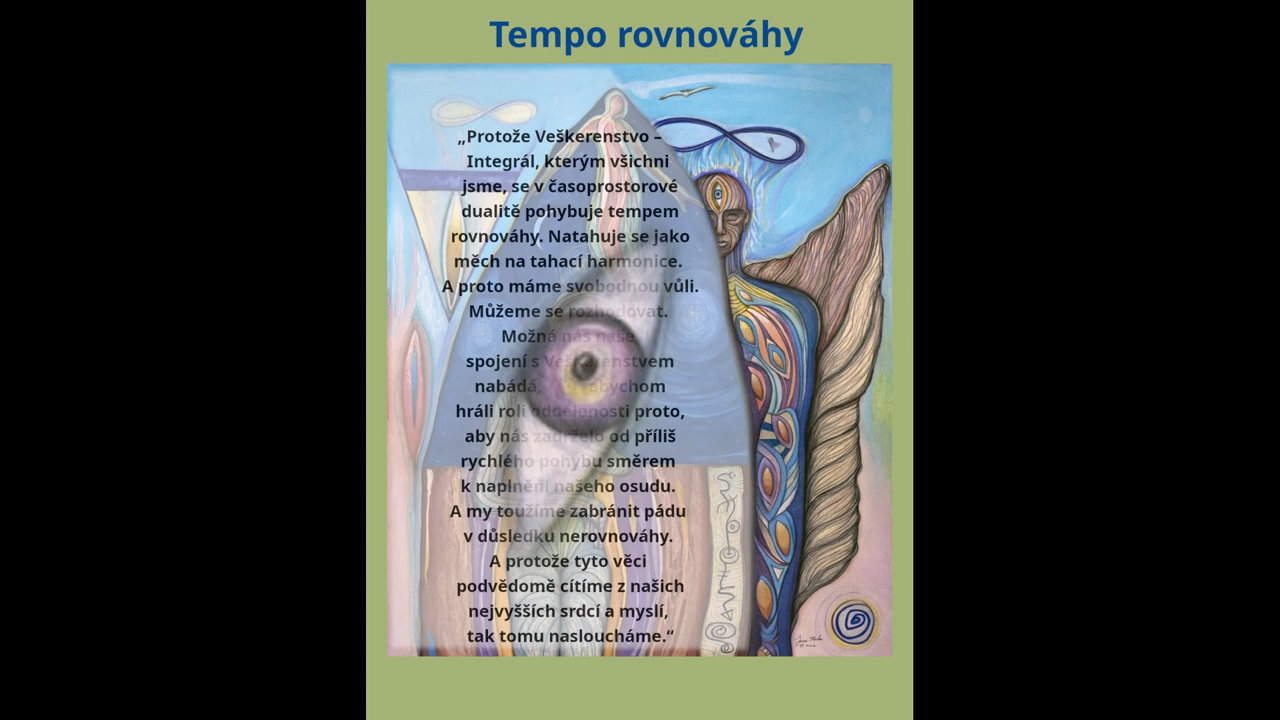 Tempo rovnováhy
„Protože Veškerenstvo –
Integrál, kterým všichni
jsme, se v časoprostorové
dualitě pohybuje tempem
rovnováhy. Natahuje se jako
měch na tahací harmonice.
A proto máme svobodnou vůli.
Můžeme se rozhodovat.
Možná nás naše
spojení s Veškerenstvem
nabádá, abychom
hráli roli oddělenosti proto,
aby nás zadrželo od příliš
rychlého pohybu směrem
k naplnění našeho osudu.
A my toužíme zabránit pádu
v důsledku nerovnováhy.
A protože tyto věci
podvědomě cítíme z našich
nejvyšších srdcí a myslí,
tak tomu nasloucháme.“